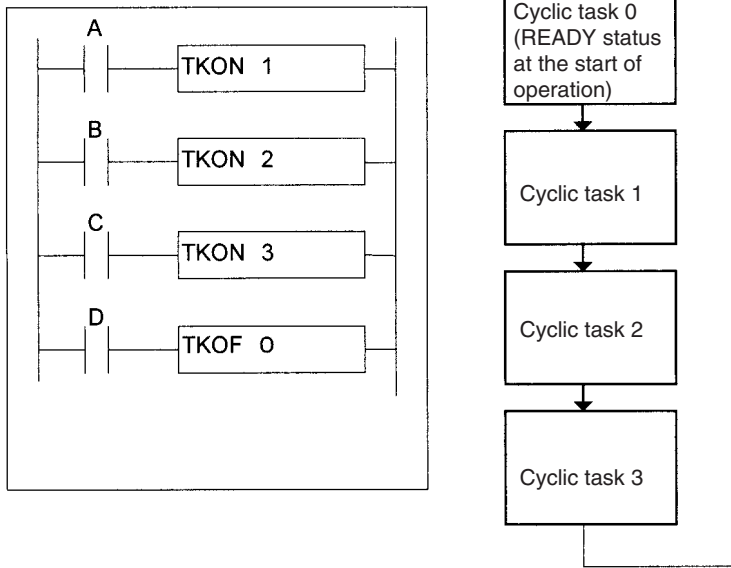 A
TKON 1
B
TKON 2
C
TKON 3
D
TKOF 0
Cyclic task 0
(READY status
at the start of
operation)
Cyclic task 1
Cyclic task 2
Cyclic task 3